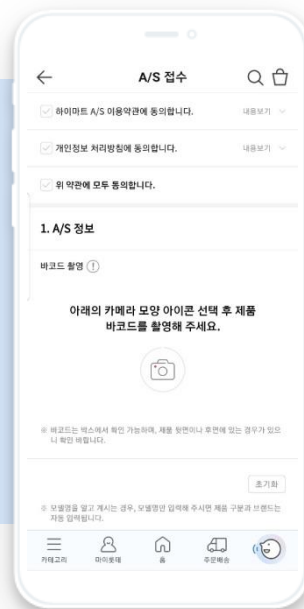 A/S 접수
하이마트 A/S 이용약관에 동의합니다. 내용보기
개인정보 처리방침에 동의합니다. 내용보기
위 약관에 모두 동의합니다.
1. A/S 정보
바코드 촬영
아래의 카메라 모양 아이콘 선택 후 제품
바코드를 촬영해 주세요.
※ 바코드는 박스에서 확인 가능하며, 제품 뒷면이나 후면에 있는 경우가 있으
니 확인 바랍니다.
초기화
※ 모델명을 알고 계시는 경우, 모델명만 입력해 주시면 제품 구분과 브랜드는
자동 입력됩니다.
카테고리 마이롯데 홈 주문배송